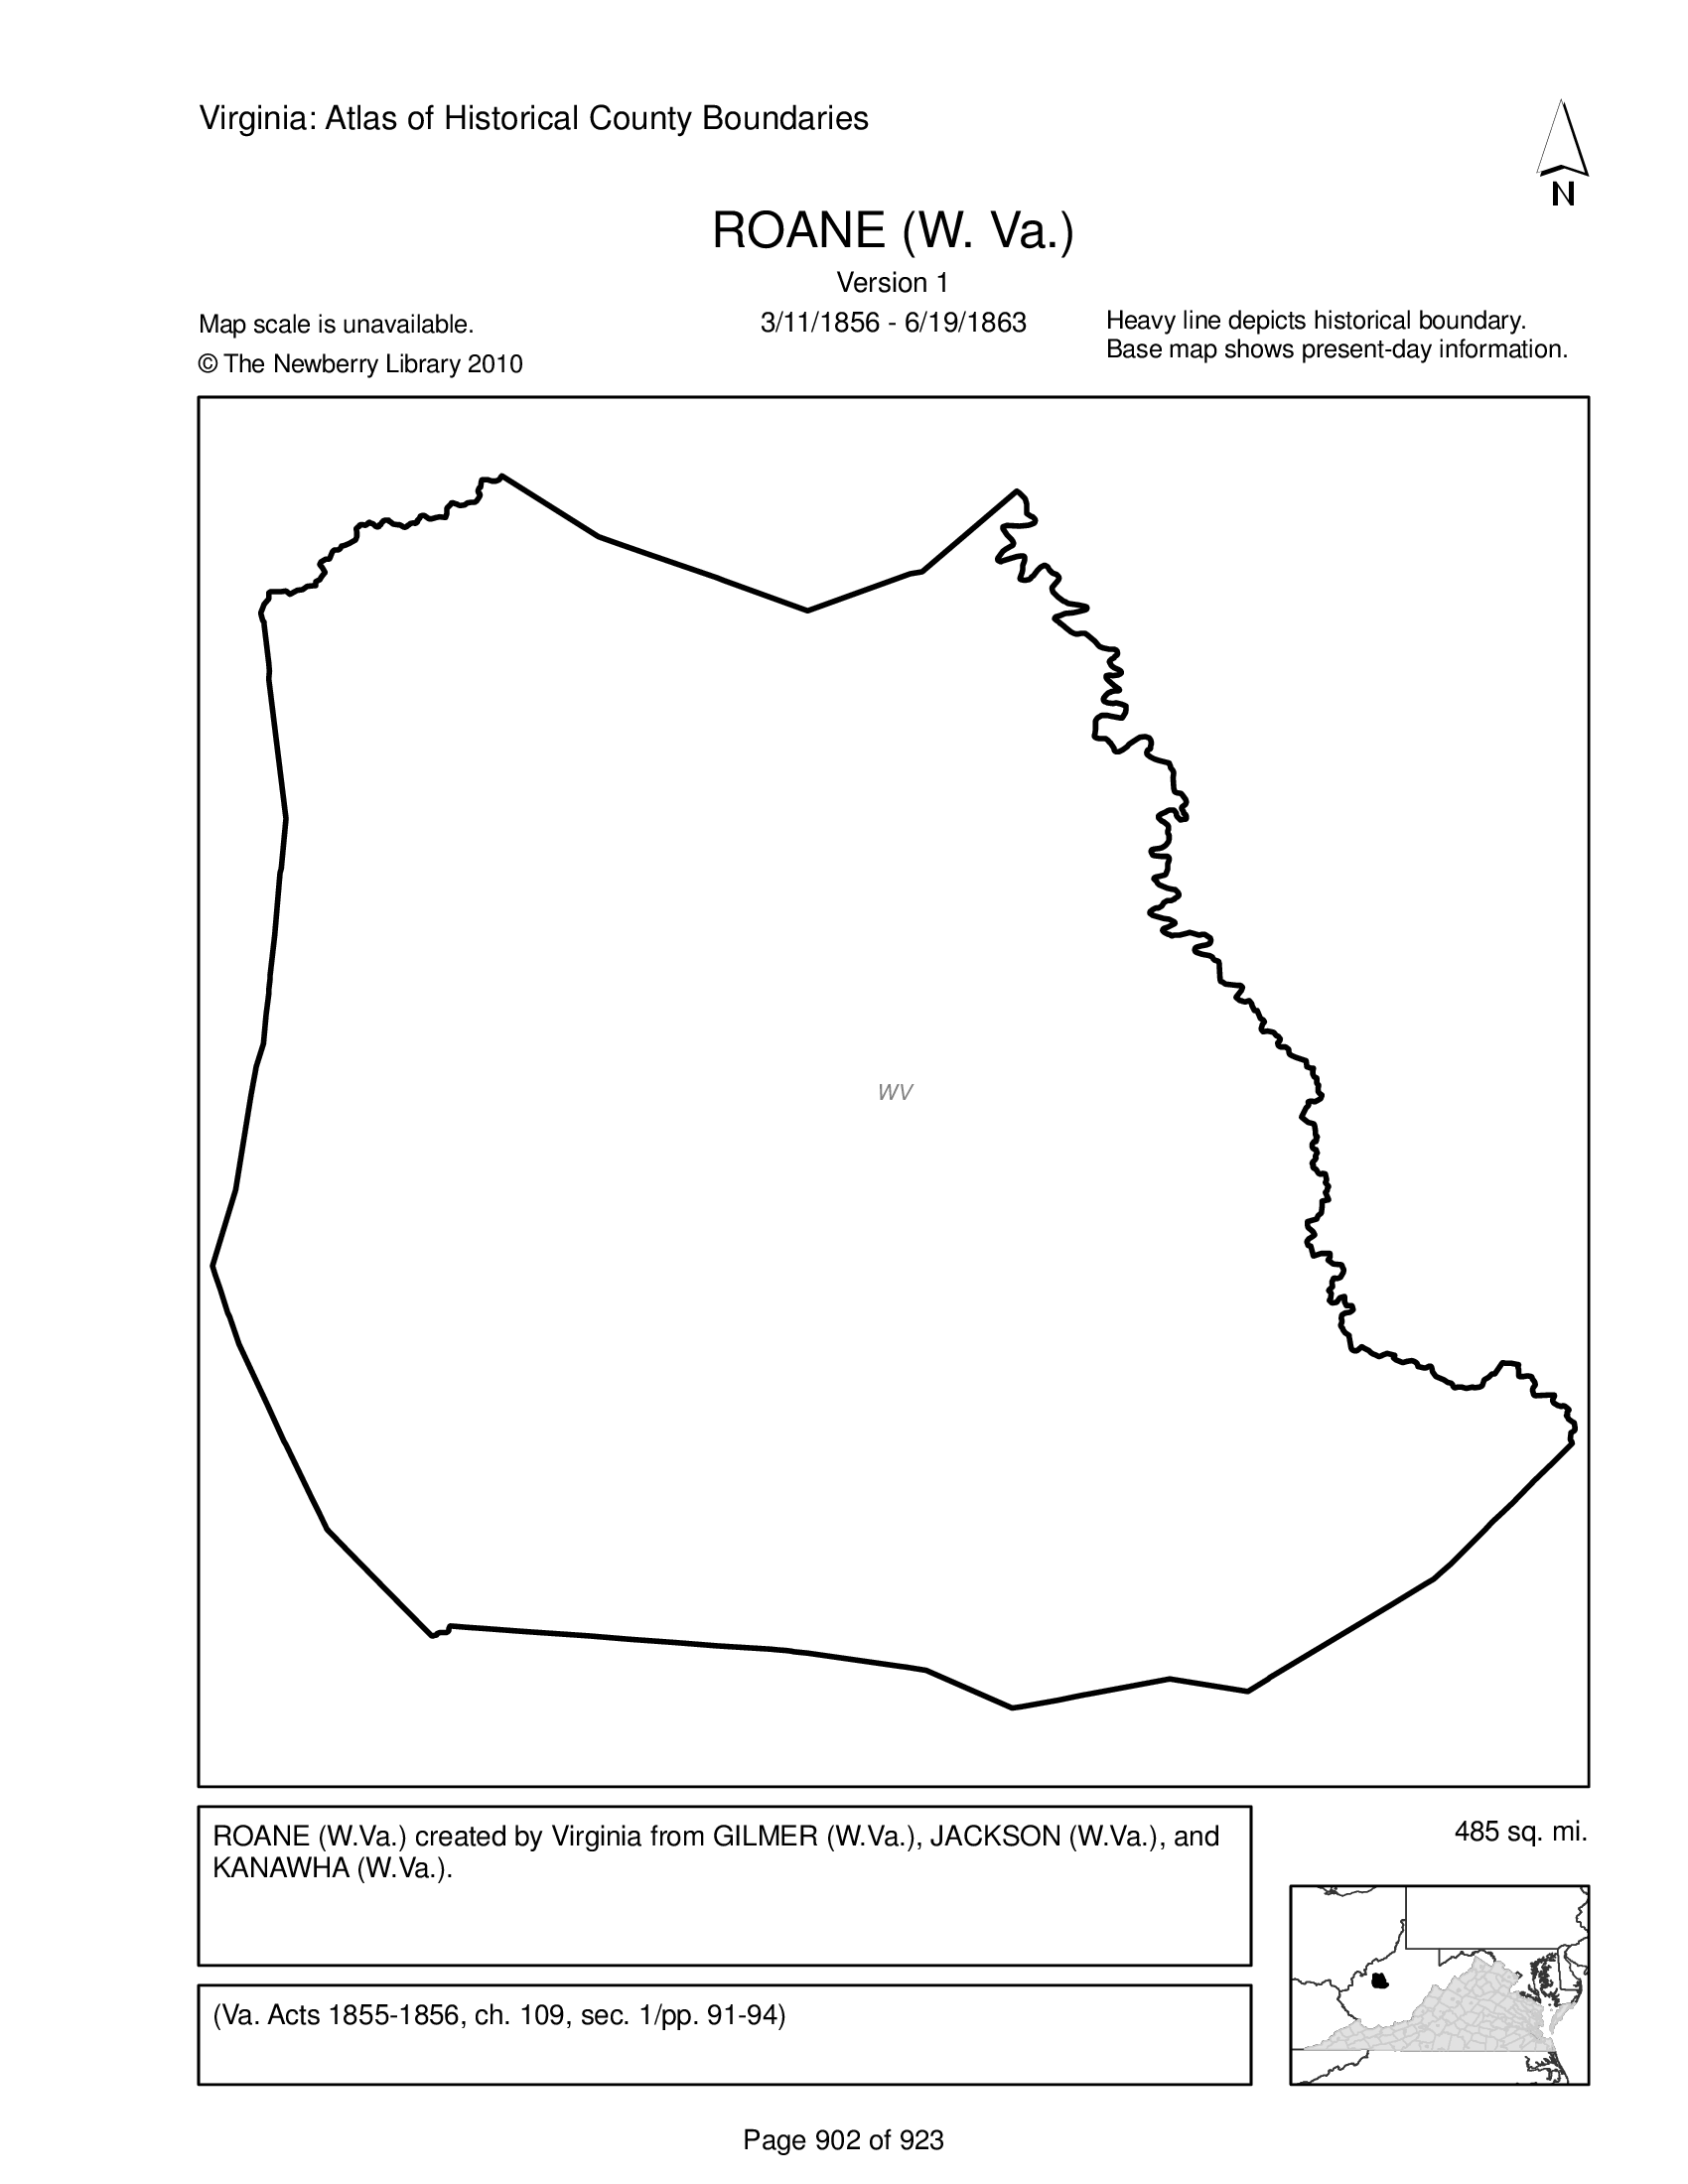 Virginia: Atlas of Historical County Boundaries
N
ROANE (W. Va.)
Version 1
3/11/1856 - 6/19/1863
Map scale is unavailable.
© The Newberry Library 2010
Heavy line depicts historical boundary.
Base map shows present-day information.
WV
ROANE (W.Va.) created by Virginia from GILMER (W.Va.), JACKSON (W.Va.), and
KANAWHA (W.Va.).
485 sq. mi.
(Va. Acts 1855-1856, ch. 109, sec. 1/pp. 91-94)
Page 902 of 923